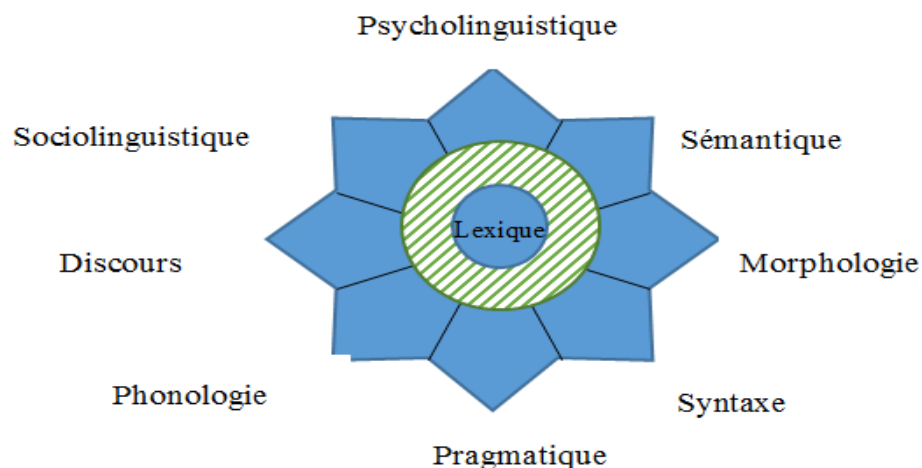 Psycholinguistique
Sociolinguistique
Sémantique
Lexique
Discours
Morphologie
Phonologie
Syntaxe
Pragmatique